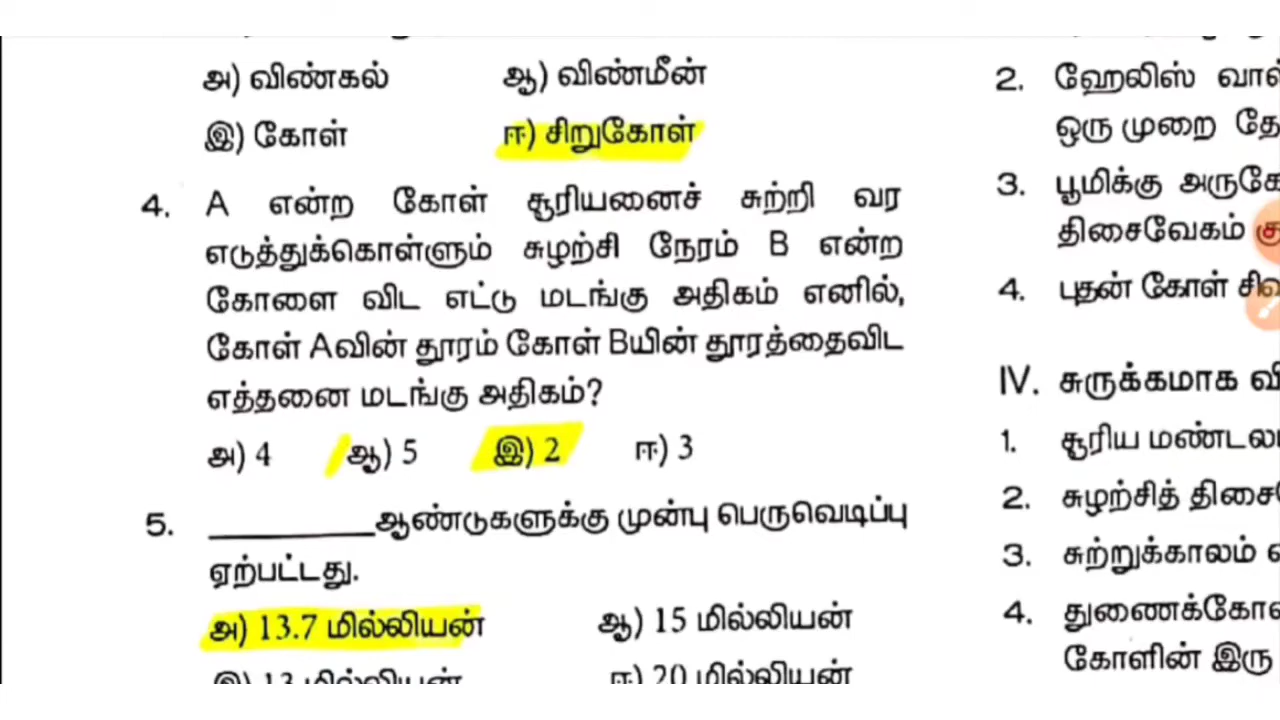 அ) விண்கல் ஆ) விண்மீன்
இ) கோள் ஈ) சிறுகோள்
4. A என்ற கோள் சூரியனைச் சுற்றி வர
எடுத்துக்கொள்ளும் சுழற்சி நேரம் B என்ற
கோளை விட எட்டு மடங்கு அதிகம் எனில்,
கோள் Aவின் தூரம் கோள் Bயின் தூரத்தைவிட
எத்தனை மடங்கு அதிகம்?
அ) 4 ஆ) 5 இ) 2 ஈ) 3
5. ஆண்டுகளுக்கு முன்பு பெருவெடிப்பு
ஏற்பட்டது.
அ) 13.7 மில்லியன் ஆ) 15 மில்லியன்
இ) 13 மில்லியன் ஈ) 20 மில்லியன்
2. ஹேலிஸ்
ஒரு முறை
3. பூமிக்கு
திசைவேகம்
4. புதன் கோள்
IV. சுருக்கமாக
1. சூரிய
2. சுழற்சித்
3. சுற்றுக்காலம்
4.
கோளின் இரு